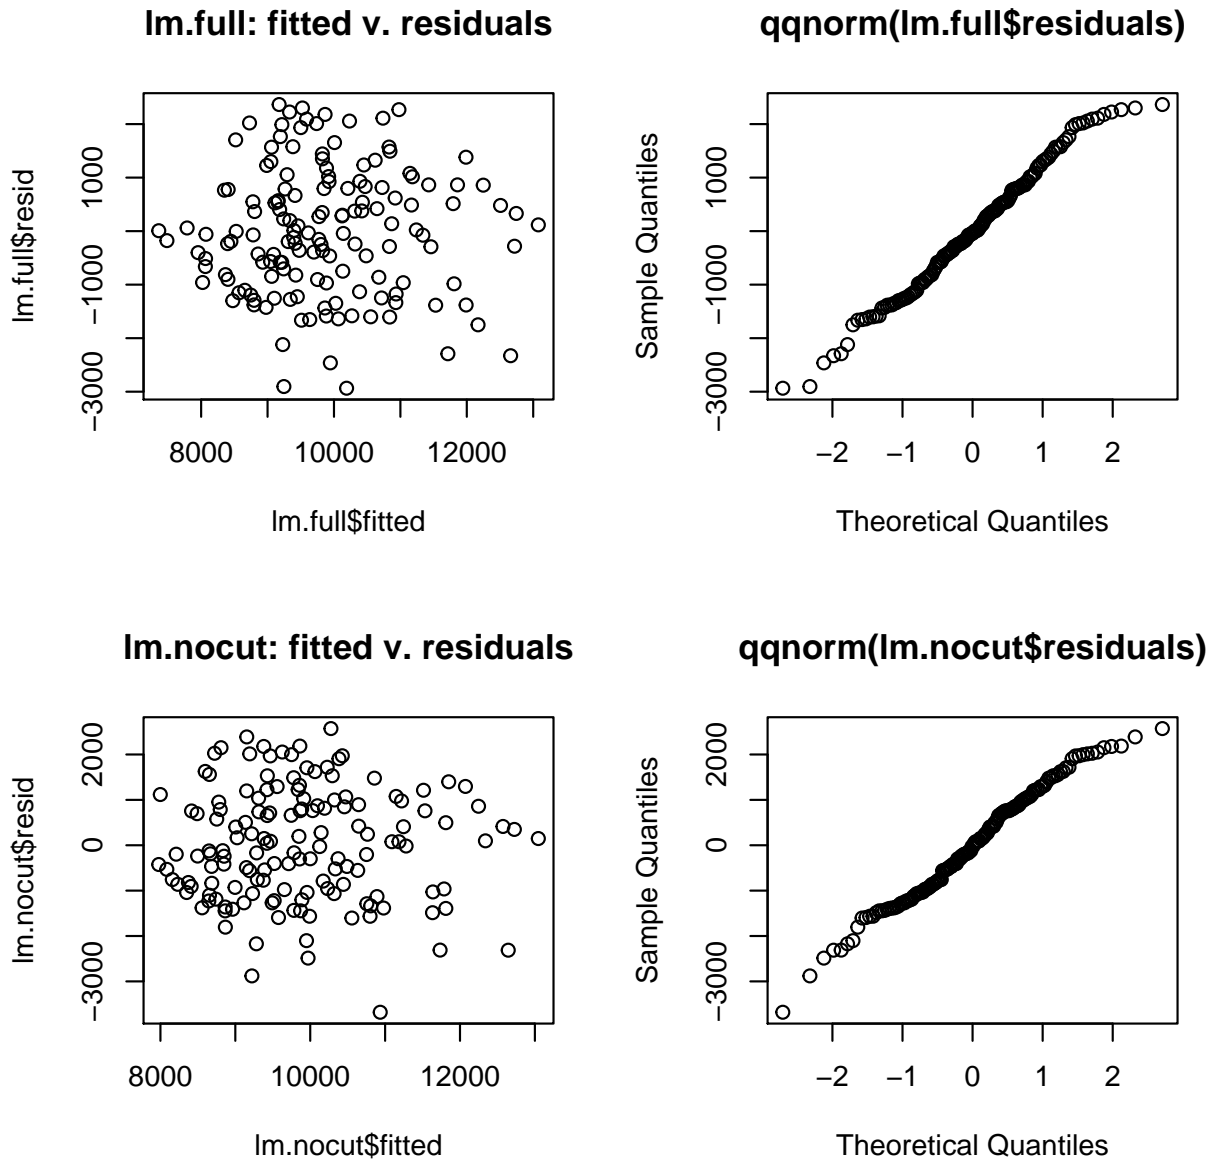 lm.full: fitted v. residuals
lm.full$resid
1000
−1000
−3000
8000 10000 12000
lm.full$fitted
qqnorm(lm.full$residuals)
Sample Quantiles
1000
−1000
−3000
−2 −1 0 1 2
Theoretical Quantiles
lm.nocut: fitted v. residuals
lm.nocut$resid
2000
0
−3000
8000 10000 12000
lm.nocut$fitted
qqnorm(lm.nocut$residuals)
Sample Quantiles
2000
0
−3000
−2 −1 0 1 2
Theoretical Quantiles